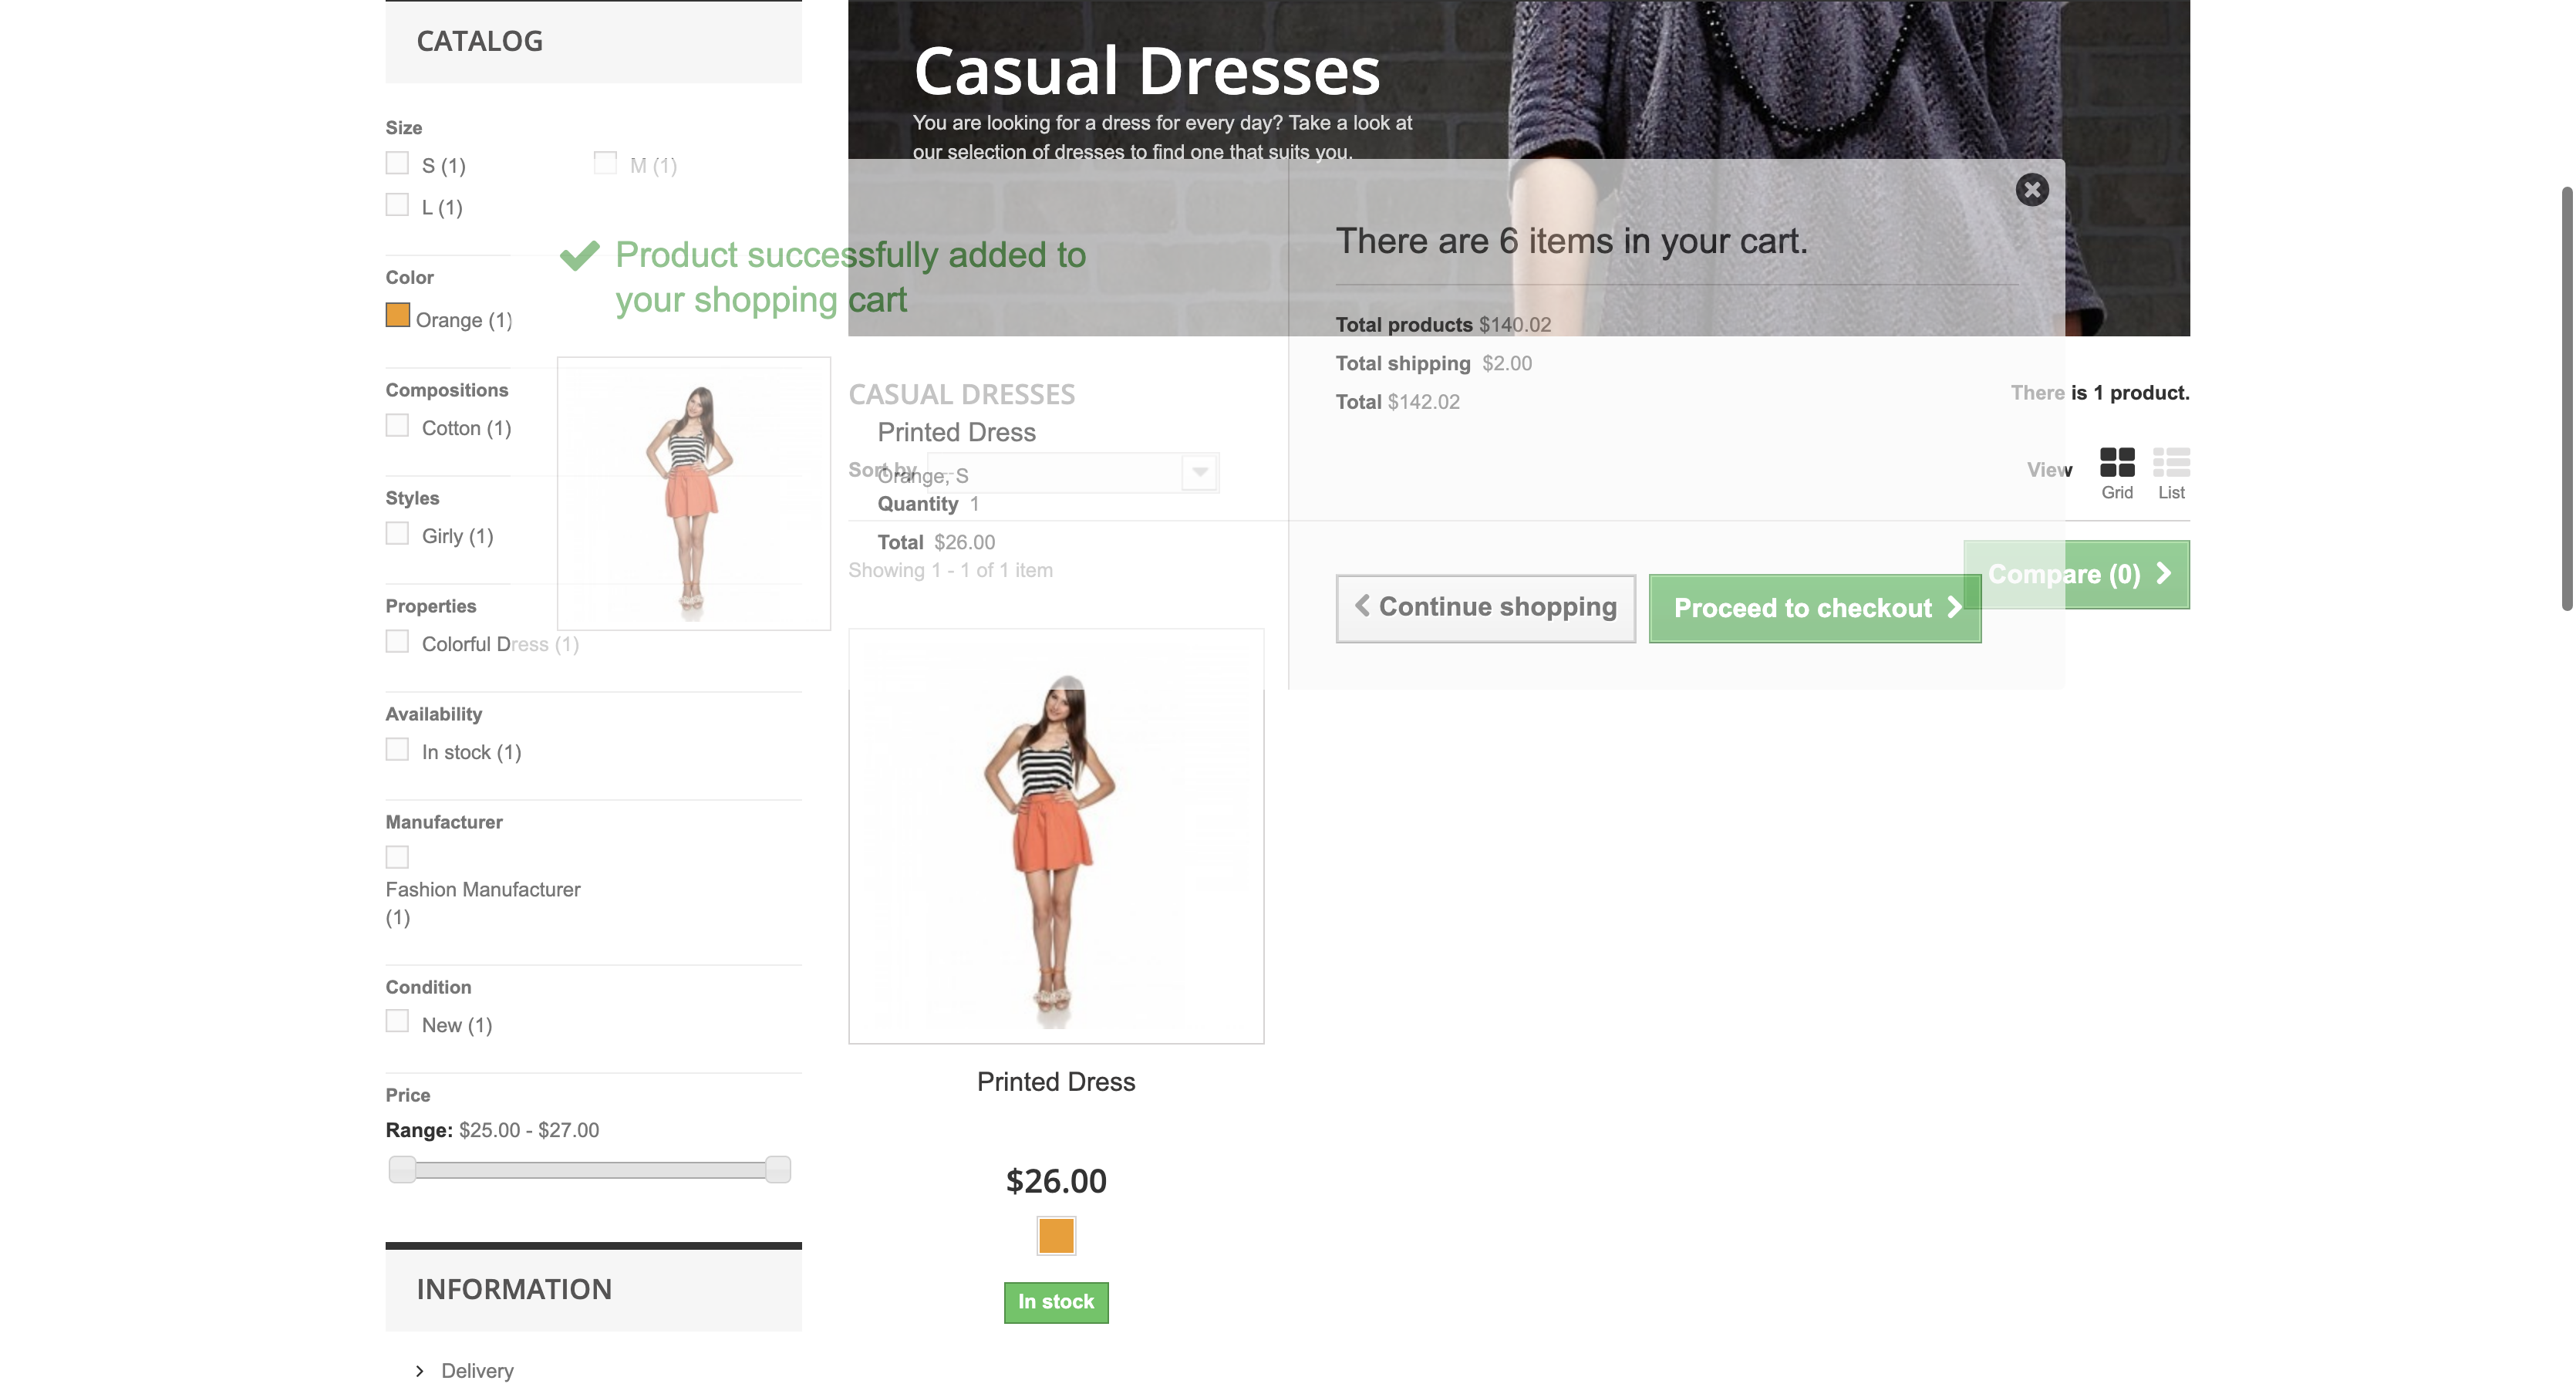 CATALOG
Size
S (1)
M (1)
L (1)
Color
Orange (1)
Compositions
Cotton (1)
Styles
Girly (1)
Properties
Colorful Dress (1)
Availability
In stock (1)
Manufacturer
Fashion Manufacturer
(1)
Condition
New (1)
Price
Range: $25.00 - $27.00
INFORMATION
Delivery
Casual Dresses
You are looking for a dress for every day? Take a look at
our selection of dresses to find one that suits you.
Product successfully added to
your shopping cart
Printed Dress
Orange, S
Quantity 1
Total $26.00
There are 6 items in your cart.
Total products $140.02
Total shipping $2.00
Total $142.02
Continue shopping
Proceed to checkout
CASUAL DRESSES
There is 1 product.
Sort by --
View
Grid
List
Showing 1 - 1 of 1 item
Compare (0)
Printed Dress
$26.00
In stock